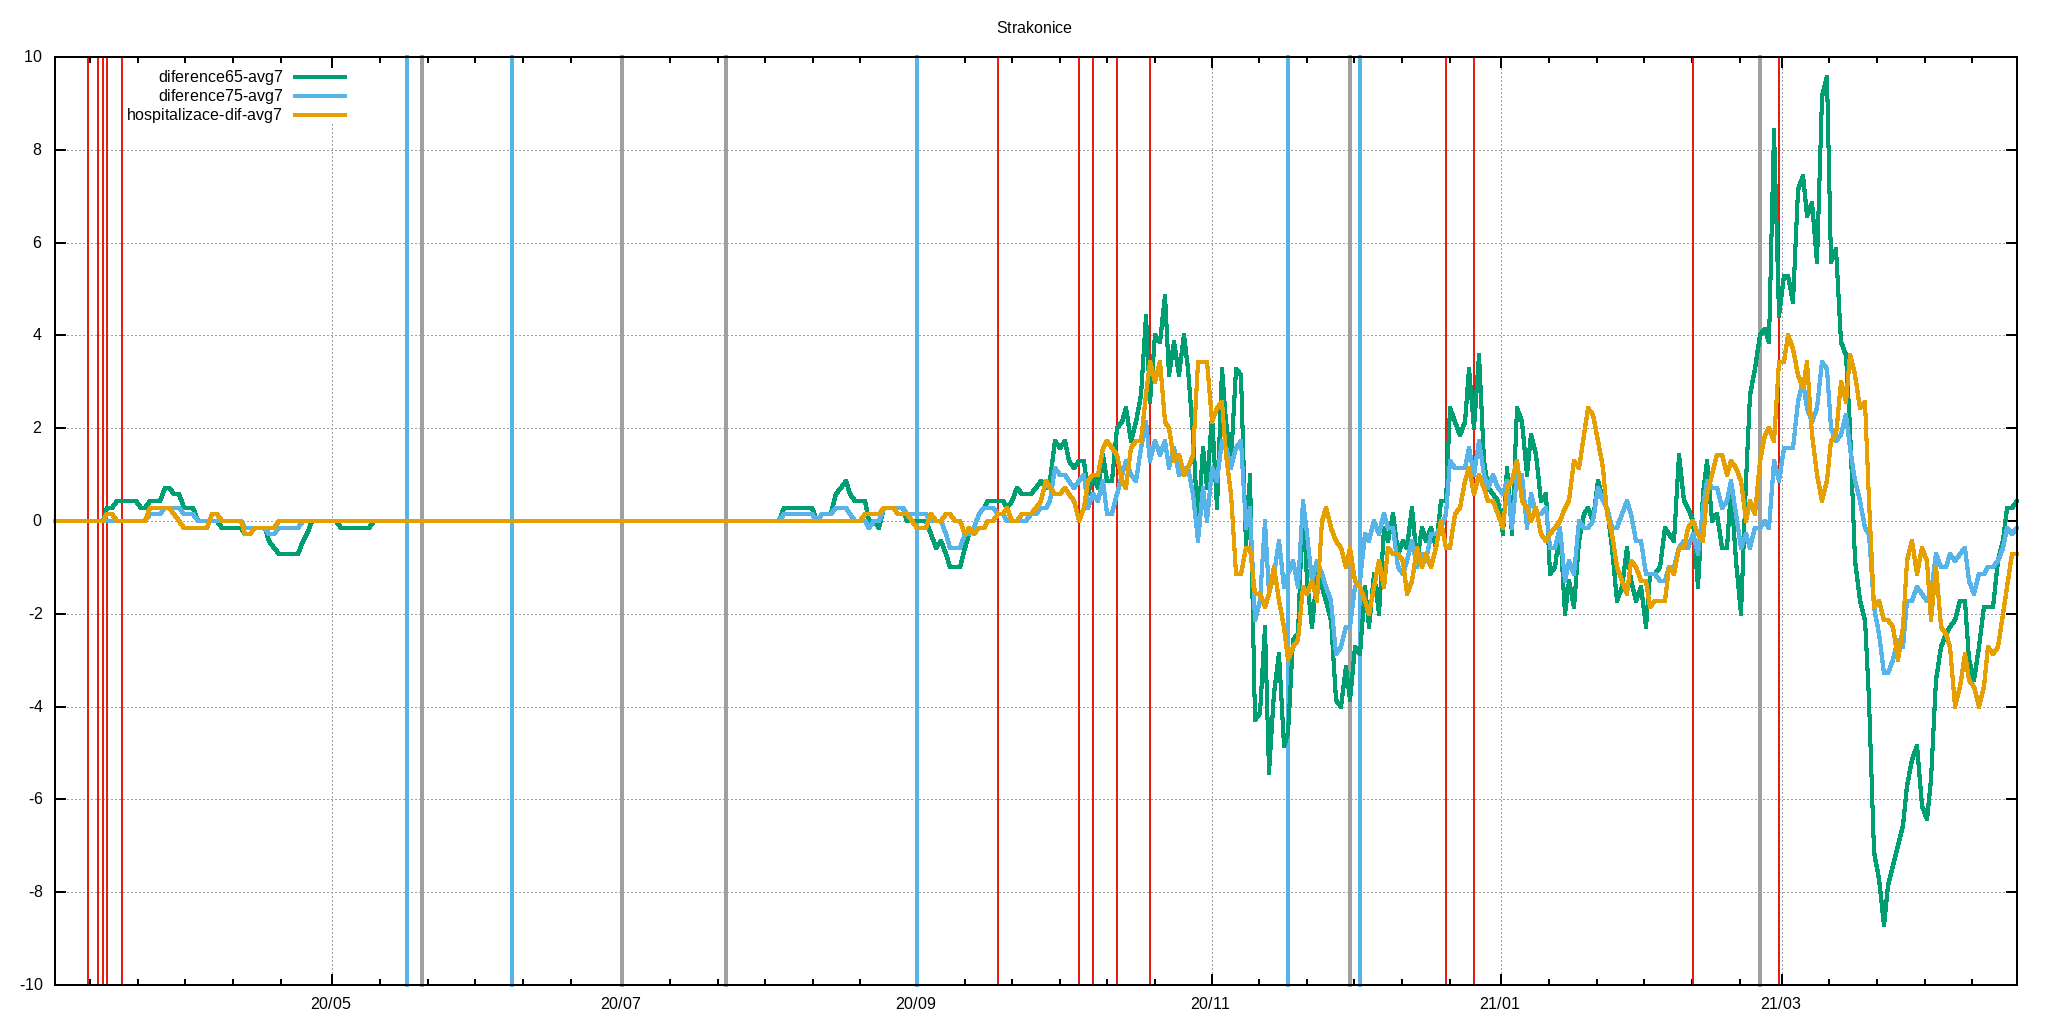 Strakonice
diference65-avg7
diference75-avg7
hospitalizace-dif-avg7
10
8
6
4
2
0
-2
-4
-6
-8
-10
20/05 20/07 20/09 20/11 21/01 21/03